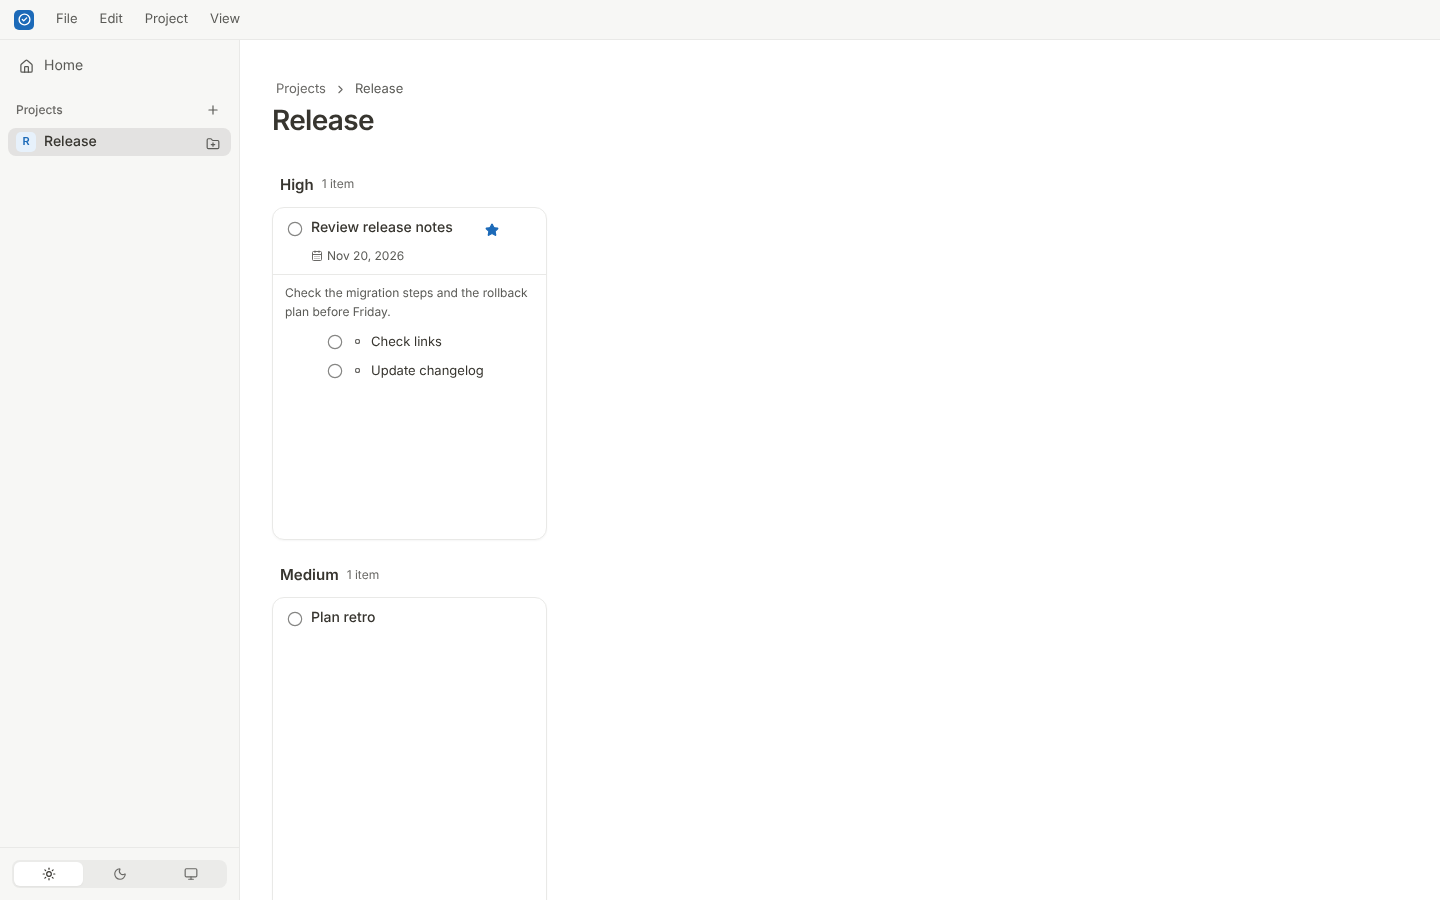 File Edit Project View
Home
Projects
R Release
Projects > Release
Release
High 1 item
Review release notes
Nov 20, 2026
Check the migration steps and the rollback
plan before Friday.
Check links
Update changelog
Medium 1 item
Plan retro